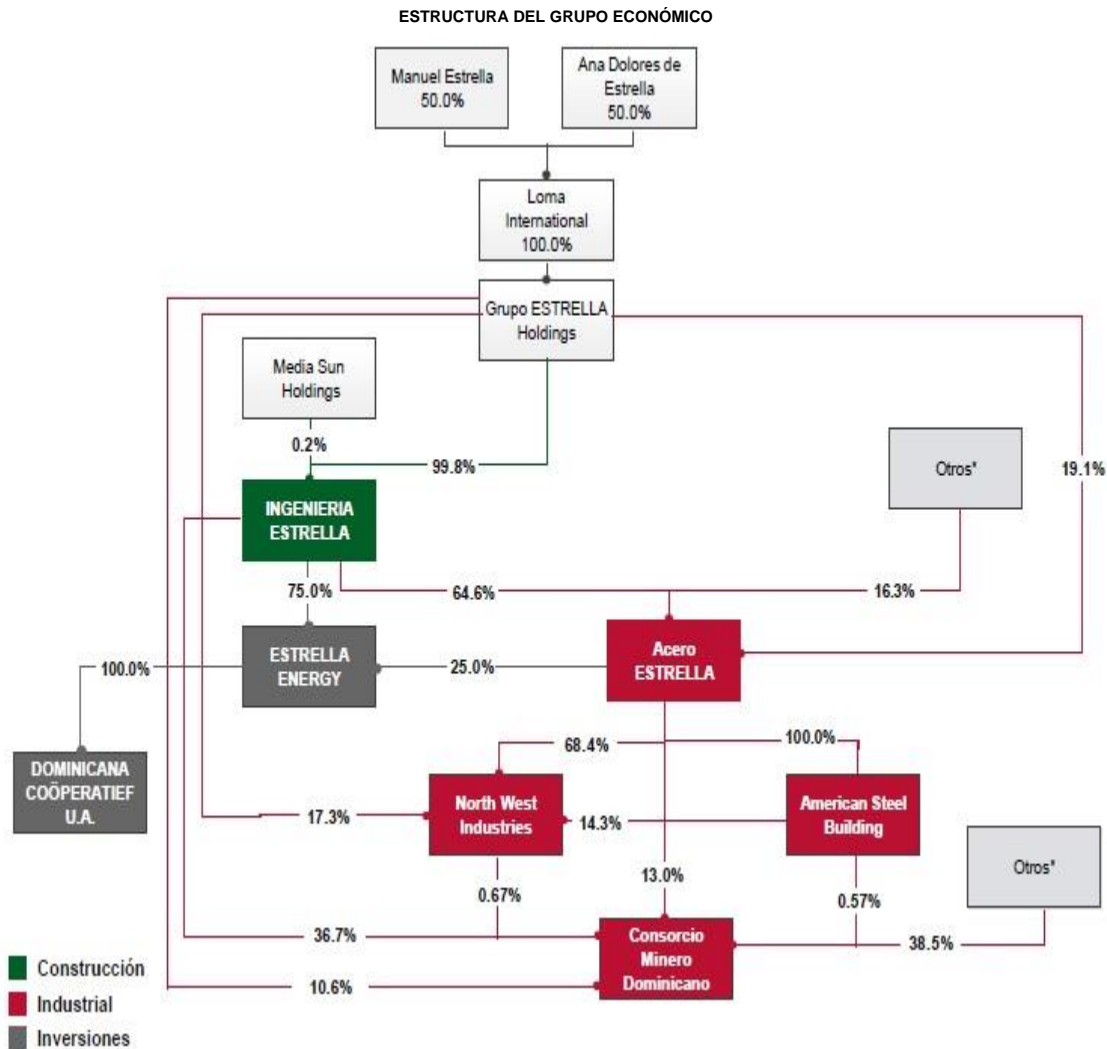 ESTRUCTURA DEL GRUPO ECONÓMICO
Manuel Estrella
50.0%
Ana Dolores de
Estrella
50.0%
Loma
International
100.0%
Grupo ESTRELLA
Holdings
Media Sun
Holdings
0.2%
99.8%
Otros*
19.1%
INGENIERIA
ESTRELLA
75.0%
64.6%
16.3%
ESTRELLA
ENERGY
Acero
ESTRELLA
100.0%
25.0%
68.4%
100.0%
DOMINICANA
COÖPERATIEF
U.A.
North West
Industries
American Steel
Building
17.3%
14.3%
Otros*
0.67%
13.0%
0.57%
36.7%
Consorcio
Minero
Dominicano
38.5%
10.6%
Construcción
Industrial
Inversiones